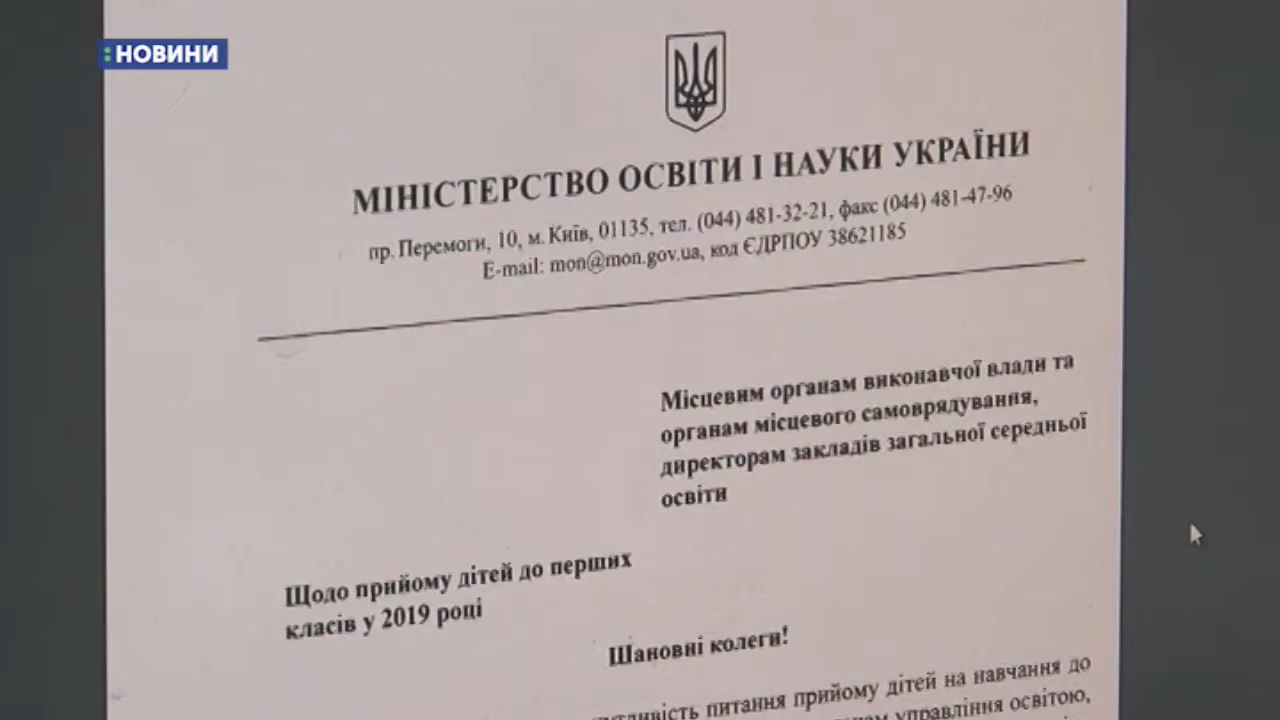 :НОВИНИ
МІНІСТЕРСТВО ОСВІТИ І НАУКИ УКРАЇНИ
пр. Перемоги, 10, м. Київ, 01135, тел. (044) 481-32-21, факс (044) 481-47-96
E-mail: mon@mon.gov.ua, код ЄДРПОУ 38621185
Місцевим органам виконавчої влади та
органам місцевого самоврядування,
директорам закладів загальної середньої
освіти
Щодо прийому дітей до перших
класів у 2019 році
Шановні колеги!
питання прийому дітей на навчання до
управління освітою,